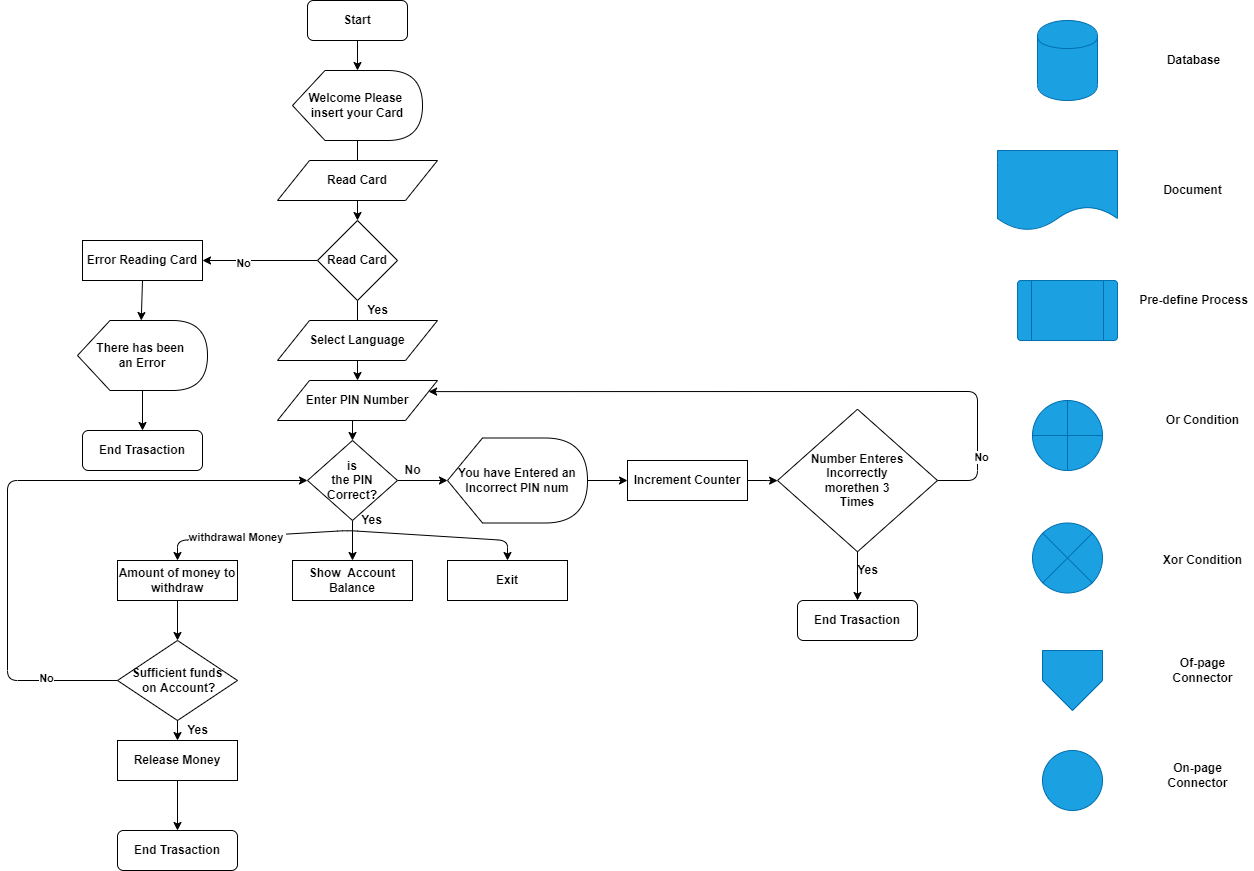 Start
Welcome Please
insert your Card
Read Card
Read Card
No
Error Reading Card
There has been
an Error
End Trasaction
Yes
Select Language
Enter PIN Number
is
the PIN
Correct?
No
You have Entered an
Incorrect PIN num
Increment Counter
Number Enteres
Incorrectly
morethen 3
Times
No
Yes
End Trasaction
Yes
withdrawal Money
Amount of money to
withdraw
Show Account
Balance
Exit
Sufficient funds
on Account?
No
Yes
Release Money
End Trasaction
Database
Document
Pre-define Process
Or Condition
Xor Condition
Of-page
Connector
On-page
Connector